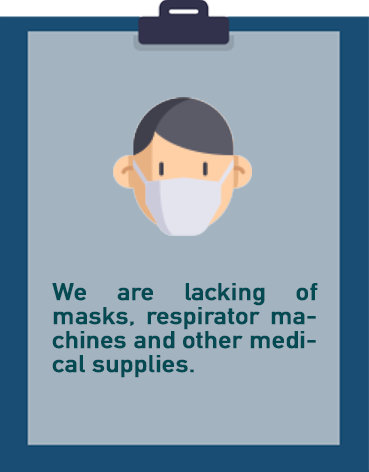 We are lacking of
masks, respirator ma-
chines and other medi-
cal supplies.